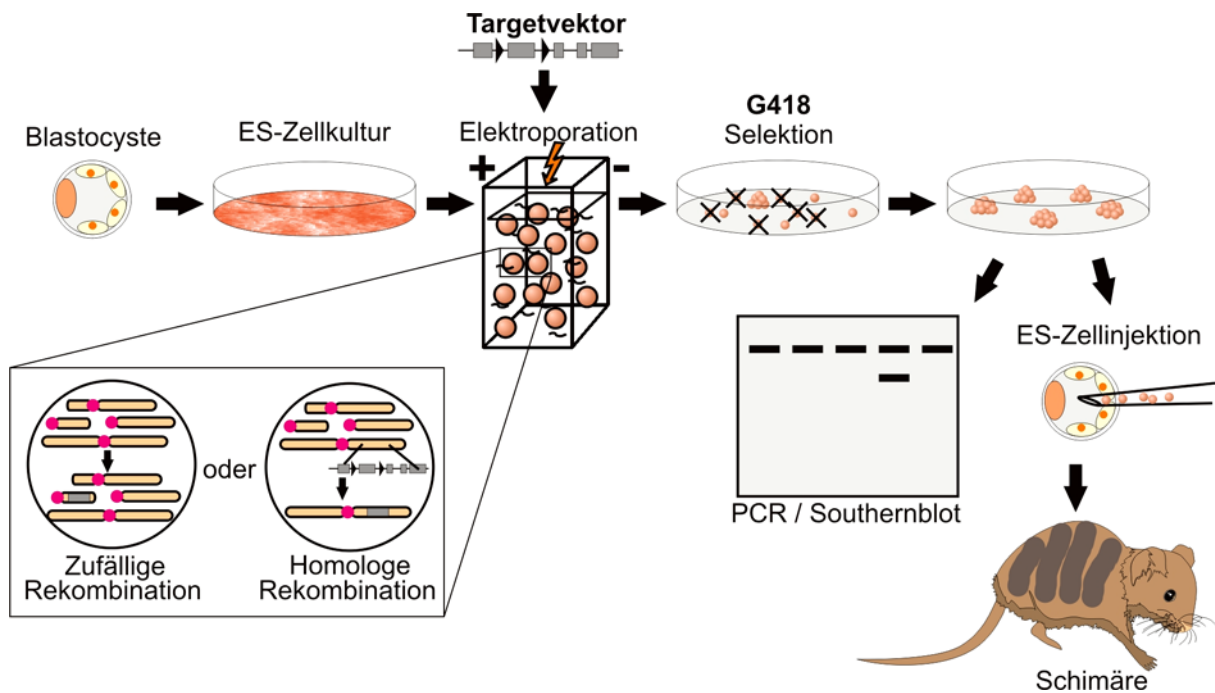 Targetvektor
Blastocyste
ES-Zellkultur
Elektroporation
+
-
G418
Selektion
ES-Zellinjektion
oder
Zufällige
Rekombination
Homologe
Rekombination
PCR / Southernblot
Schimäre